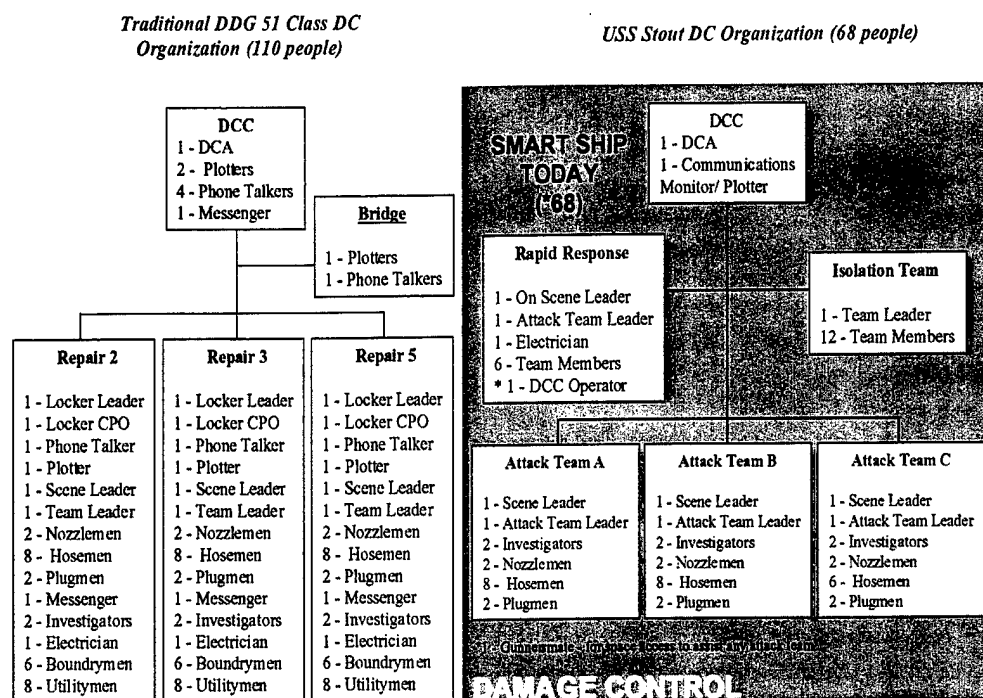 Traditional DDG 51 Class DC
Organization (110 people)
USS Stout DC Organization (68 people)
DCC
1 - DCA
2 - Plotters
4 - Phone Talkers
1 - Messenger
Bridge
1 - Plotters
1 - Phone Talkers
Repair 2
1 - Locker Leader
1 - Locker CPO
1 - Phone Talker
1 - Plotter
1 - Scene Leader
1 - Team Leader
2 - Nozzlemen
8 - Hosemen
2 - Plugmen
1 - Messenger
2 - Investigators
1 - Electrician
6 - Boundrymen
8 - Utilitymen
Repair 3
1 - Locker Leader
1 - Locker CPO
1 - Phone Talker
1 - Plotter
1 - Scene Leader
1 - Team Leader
2 - Nozzlemen
8 - Hosemen
2 - Plugmen
1 - Messenger
2 - Investigators
1 - Electrician
6 - Boundrymen
8 - Utilitymen
Repair 5
1 - Locker Leader
1 - Locker CPO
1 - Phone Talker
1 - Plotter
1 - Scene Leader
1 - Team Leader
2 - Nozzlemen
8 - Hosemen
2 - Plugmen
1 - Messenger
2 - Investigators
1 - Electrician
6 - Boundrymen
8 - Utilitymen
SMART SHIP
TODAY
(*68)
DCC
1 - DCA
1 - Communications
Monitor/ Plotter
Rapid Response
1 - On Scene Leader
1 - Attack Team Leader
1 - Electrician
6 - Team Members
* 1 - DCC Operator
Isolation Team
1 - Team Leader
12 - Team Members
Attack Team A
1 - Scene Leader
1 - Attack Team Leader
2 - Investigators
2 - Nozzlemen
8 - Hosemen
2 - Plugmen
Attack Team B
1 - Scene Leader
1 - Attack Team Leader
2 - Investigators
2 - Nozzlemen
8 - Hosemen
2 - Plugmen
Attack Team C
1 - Scene Leader
1 - Attack Team Leader
2 - Investigators
2 - Nozzlemen
6 - Hosemen
2 - Plugmen
Gunnersmate - for space access to assist any attack team
DAMAGE CONTROL